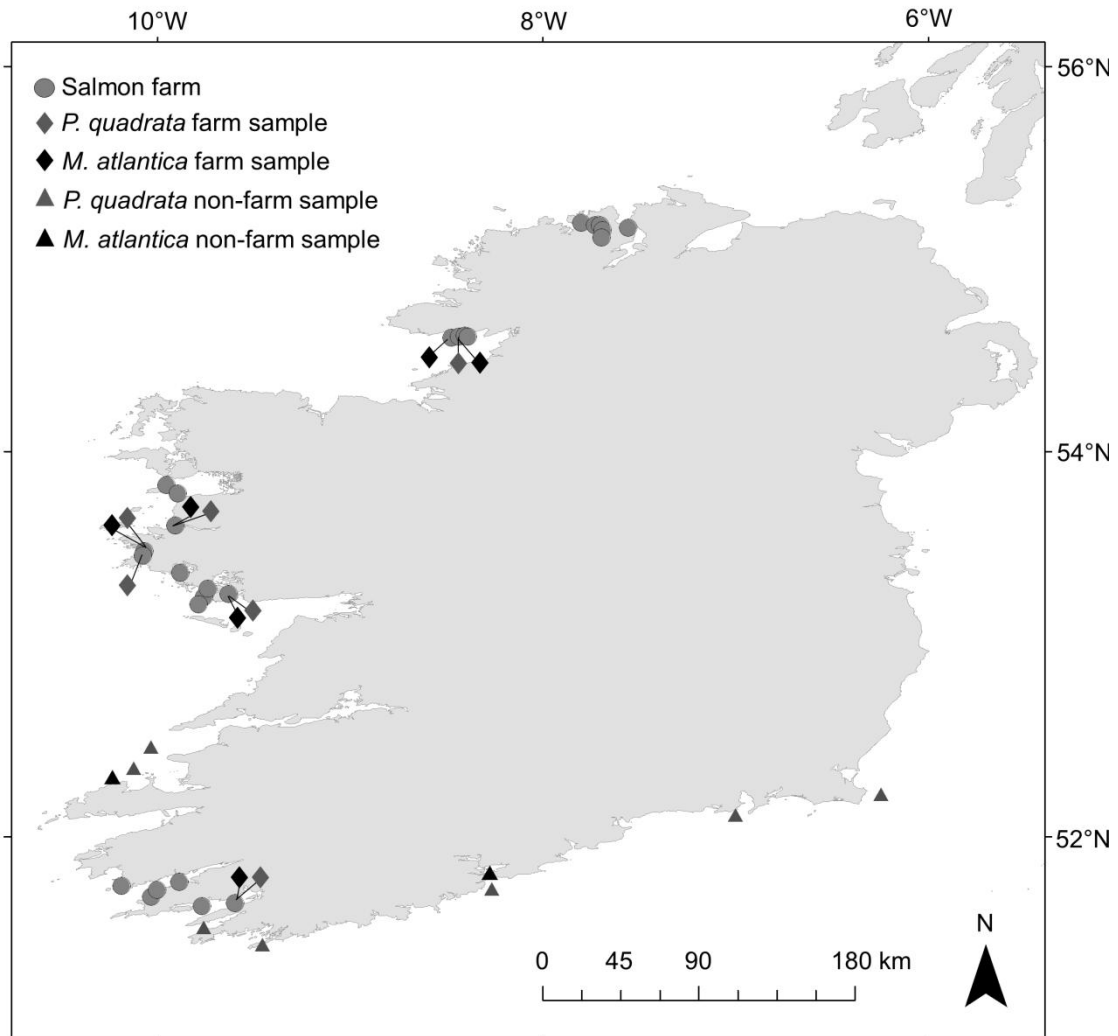 10°W 8°W 6°W
56°N
Salmon farm
P. quadrata farm sample
M. atlantica farm sample
P. quadrata non-farm sample
M. atlantica non-farm sample
54°N
52°N
N
0 45 90 180 km